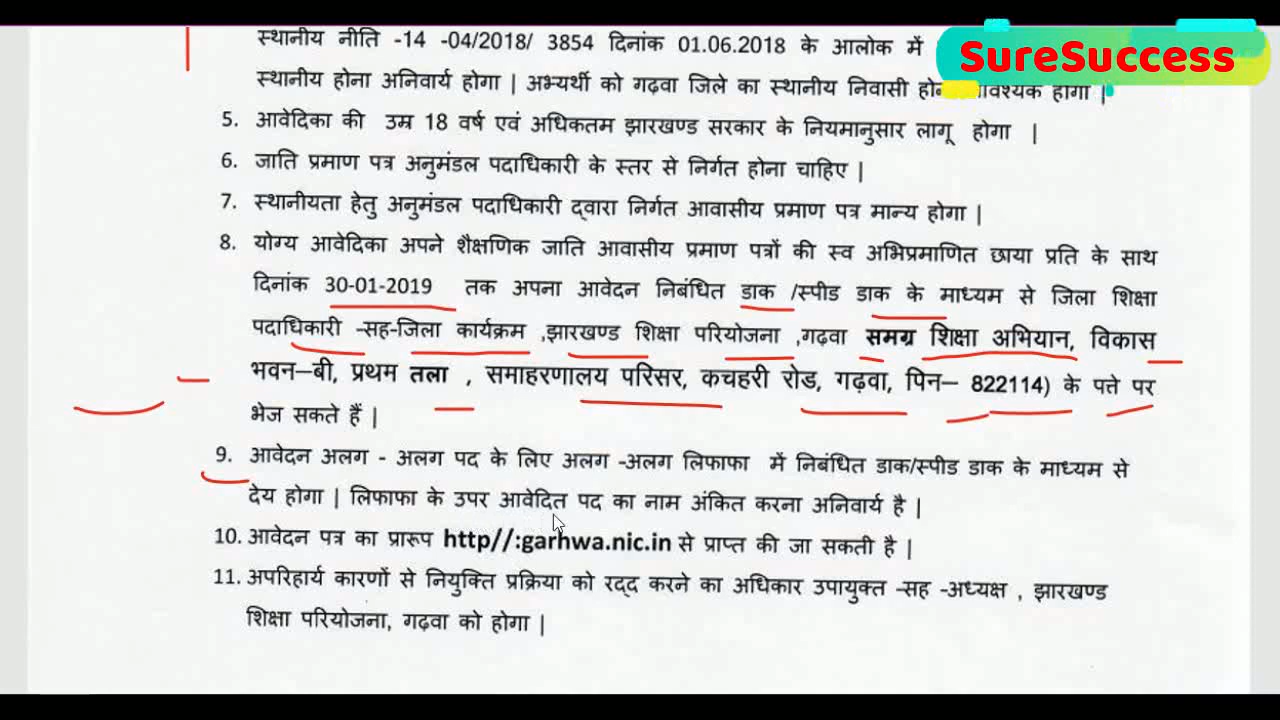 स्थानीय नीति -14 -04/2018/ 3854 दिनांक 01.06.2018 के आलोक में
SureSuccess
स्थानीय होना अनिवार्य होगा | अभ्यर्थी को गढ़वा जिले का स्थानीय निवासी होगा |
5. आवेदिका की उम्र 18 वर्ष एवं अधिकतम झारखण्ड सरकार के नियमानुसार लागू होगा |
6. जाति प्रमाण पत्र अनुमंडल पदाधिकारी के स्तर से निर्गत होना चाहिए |
7. स्थानीयता हेतु अनुमंडल पदाधिकारी द्वारा निर्गत आवासीय प्रमाण पत्र मान्य होगा |
8. योग्य आवेदिका अपने शैक्षणिक जाति आवासीय प्रमाण पत्रों की स्व अभिप्रमाणित छाया प्रति के साथ
दिनांक 30-01-2019 तक अपना आवेदन निबंधित डाक /स्पीड डाक के माध्यम से जिला शिक्षा
पदाधिकारी -सह-जिला कार्यक्रम ,झारखण्ड शिक्षा परियोजना ,गढ़वा समग्र शिक्षा अभियान, विकास
भवन–बी, प्रथम तला , समाहरणालय परिसर, कचहरी रोड, गढ़वा, पिन– 822114) के पत्ते पर
भेज सकते हैं |
9. आवेदन अलग - अलग पद के लिए अलग -अलग लिफाफा में निबंधित डाक/स्पीड डाक के माध्यम से
देय होगा | लिफाफा के उपर आवेदित पद का नाम अंकित करना अनिवार्य है |
10. आवेदन पत्र का प्रारूप http//:garhwa.nic.in से प्राप्त की जा सकती है |
11. अपरिहार्य कारणों से नियुक्ति प्रक्रिया को रद्द करने का अधिकार उपायुक्त -सह -अध्यक्ष , झारखण्ड
शिक्षा परियोजना, गढ़वा को होगा |